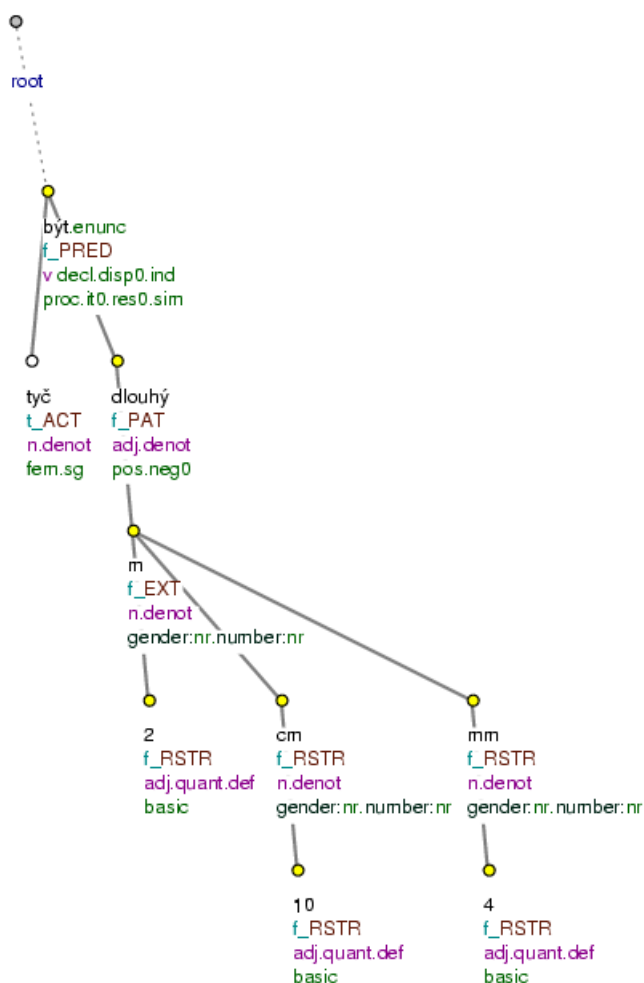 root
být.enunc
f_PRED
v decl.disp0.ind
proc.it0.res0.sim
tyč
t_ACT
n.denot
fem.sg
dlouhý
f_PAT
adj.denot
pos.neg0
m
f_EXT
n.denot
gender:nr.number:nr
2
f_RSTR
adj.quant.def
basic
cm
f_RSTR
n.denot
gender:nr.number:nr
mm
f_RSTR
n.denot
gender:nr.number:nr
10
f_RSTR
adj.quant.def
basic
4
f_RSTR
adj.quant.def
basic